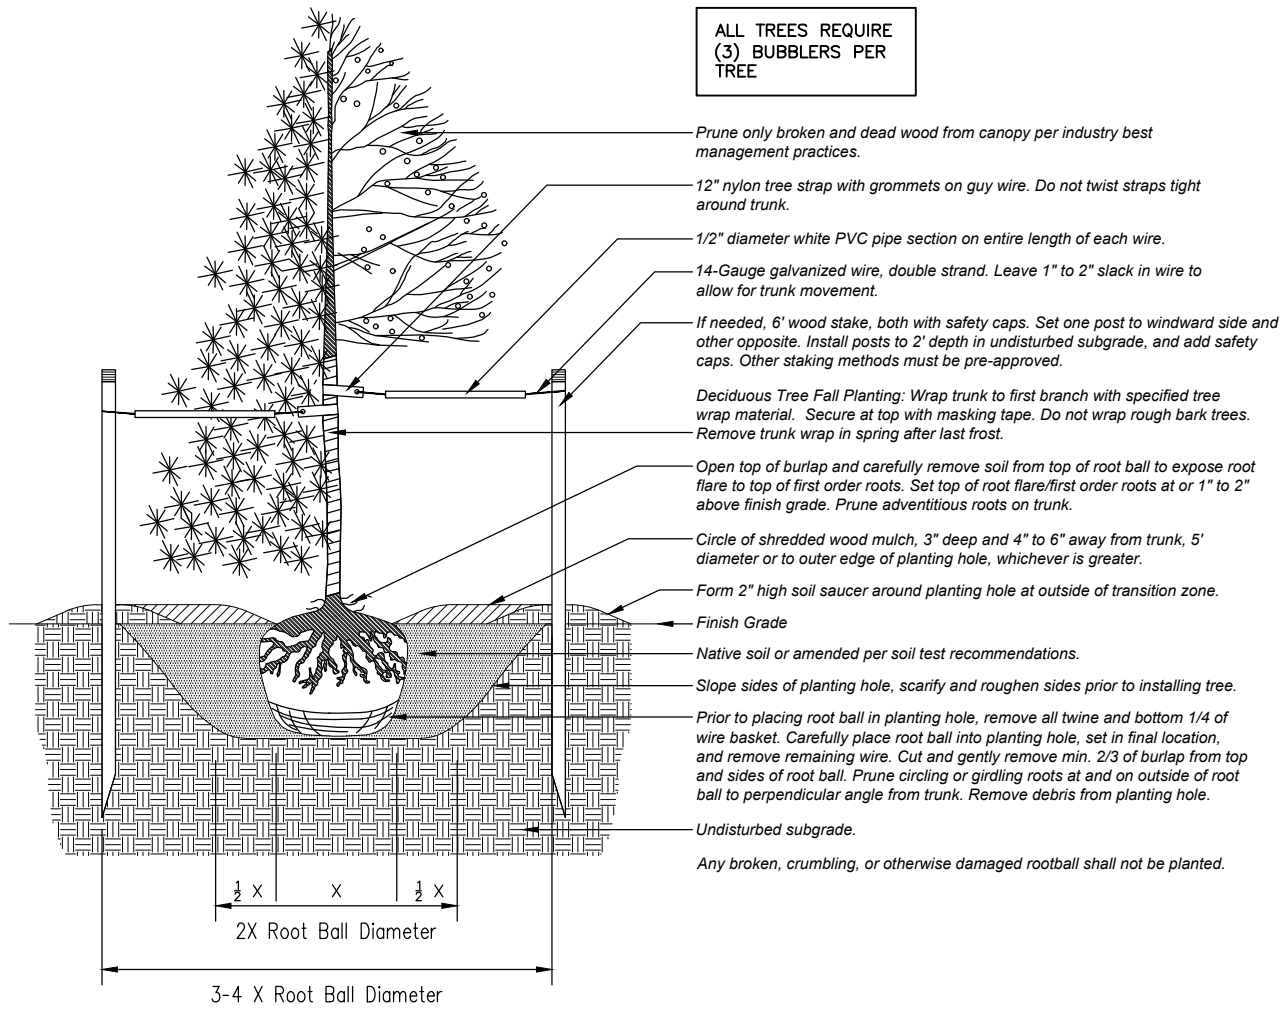 ALL TREES REQUIRE
(3) BUBBLERS PER
TREE
Prune only broken and dead wood from canopy per industry best
management practices.
12" nylon tree strap with grommets on guy wire. Do not twist straps tight
around trunk.
1/2" diameter white PVC pipe section on entire length of each wire.
14-Gauge galvanized wire, double strand. Leave 1" to 2" slack in wire to
allow for trunk movement.
If needed, 6' wood stake, both with safety caps. Set one post to windward side and
other opposite. Install posts to 2' depth in undisturbed subgrade, and add safety
caps. Other staking methods must be pre-approved.
Deciduous Tree Fall Planting: Wrap trunk to first branch with specified tree
wrap material. Secure at top with masking tape. Do not wrap rough bark trees.
Remove trunk wrap in spring after last frost.
Open top of burlap and carefully remove soil from top of root ball to expose root
flare to top of first order roots. Set top of root flare/first order roots at or 1" to 2"
above finish grade. Prune adventitious roots on trunk.
Circle of shredded wood mulch, 3" deep and 4" to 6" away from trunk, 5'
diameter or to outer edge of planting hole, whichever is greater.
Form 2" high soil saucer around planting hole at outside of transition zone.
Finish Grade
Native soil or amended per soil test recommendations.
Slope sides of planting hole, scarify and roughen sides prior to installing tree.
Prior to placing root ball in planting hole, remove all twine and bottom 1/4 of
wire basket. Carefully place root ball into planting hole, set in final location,
and remove remaining wire. Cut and gently remove min. 2/3 of burlap from top
and sides of root ball. Prune circling or girdling roots at and on outside of root
ball to perpendicular angle from trunk. Remove debris from planting hole.
Undisturbed subgrade.
Any broken, crumbling, or otherwise damaged rootball shall not be planted.
1/2 X X 1/2 X
2X Root Ball Diameter
3-4 X Root Ball Diameter